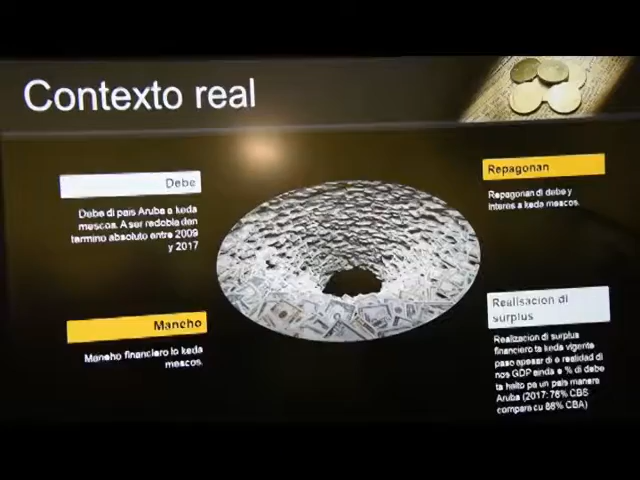 Contexto real
Debe
Debe di pais Aruba a keda
mescos. A ser redobla den
termino absoluto entre 2009
y 2017
Mancho
Maneho financiero lo keda
mescos.
Repagonan
Repagonan di debe y
interes a keda mescos.
Realisacion di
surplus
Realizacion di surplus
financiero ta keda vigente
paso apesar di e realidad di
nos GDP ainda e % di debe
ta halto pa un pais manera
Aruba (2017: 76% CBS
compara cu 88% CBA)